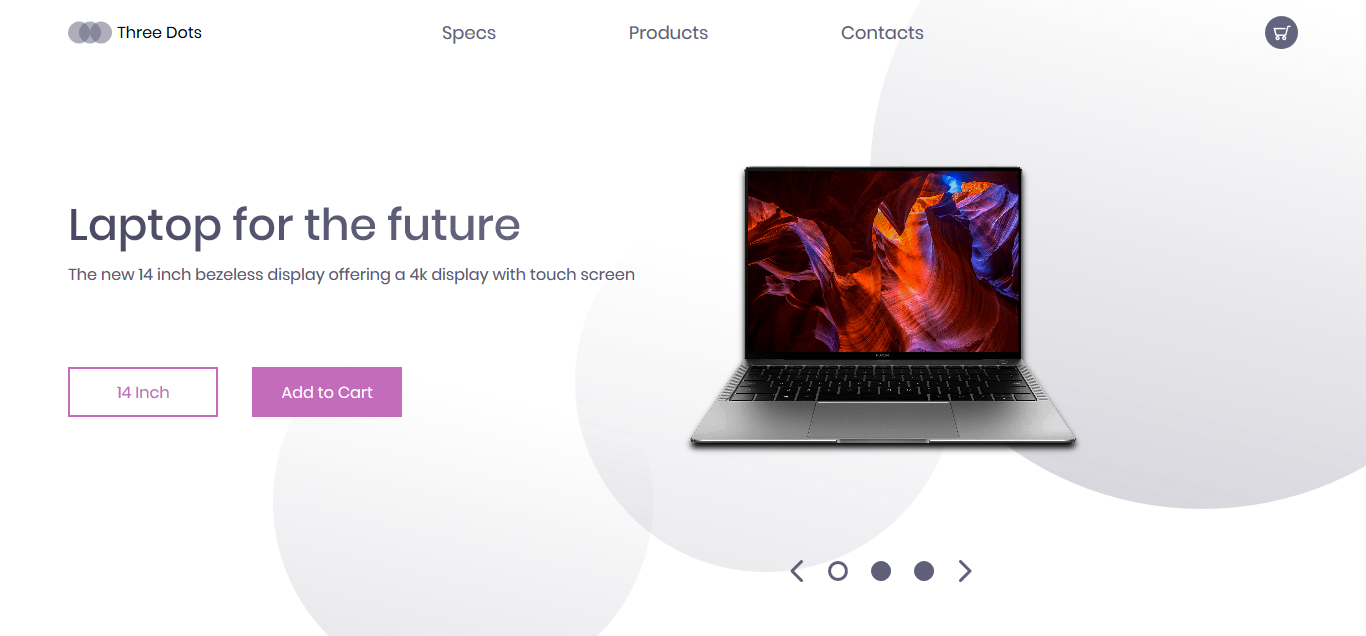 Three Dots
Specs
Products
Contacts
Laptop for the future
The new 14 inch bezeless display offering a 4k display with touch screen
14 Inch
Add to Cart